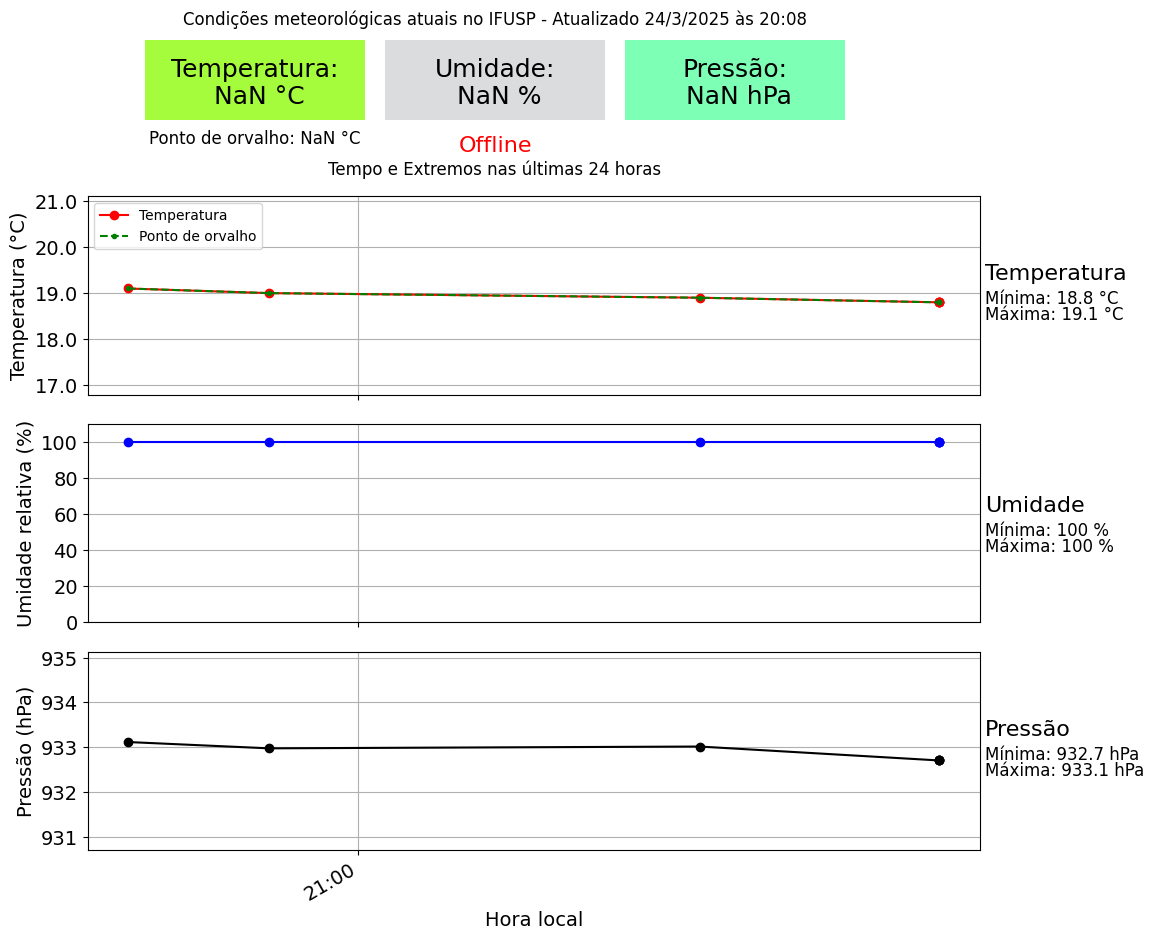 Condições meteorológicas atuais no IFUSP - Atualizado 24/3/2025 às 20:08
Temperatura:
NaN °C
Umidade:
NaN %
Pressão:
NaN hPa
Ponto de orvalho: NaN °C
Offline
Tempo e Extremos nas últimas 24 horas
Temperatura (°C)
21.0
20.0
19.0
18.0
17.0
Temperatura
Ponto de orvalho
Temperatura
Mínima: 18.8 °C
Máxima: 19.1 °C
Umidade relativa (%)
100
80
60
40
20
0
Umidade
Mínima: 100 %
Máxima: 100 %
Pressão (hPa)
935
934
933
932
931
Pressão
Mínima: 932.7 hPa
Máxima: 933.1 hPa
21:00
Hora local